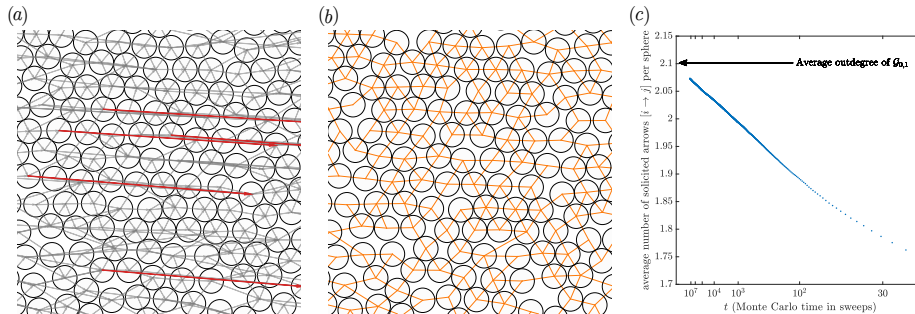 (a)
(b)
(c)
average number of solicited arrows [i → j] per sphere
2.15
2.1
2.05
2
1.95
1.9
1.85
1.8
1.75
1.7
Average outdegree of G₀,₁
10⁷ 10⁴ 10³ 10² 30
t (Monte Carlo time in sweeps)